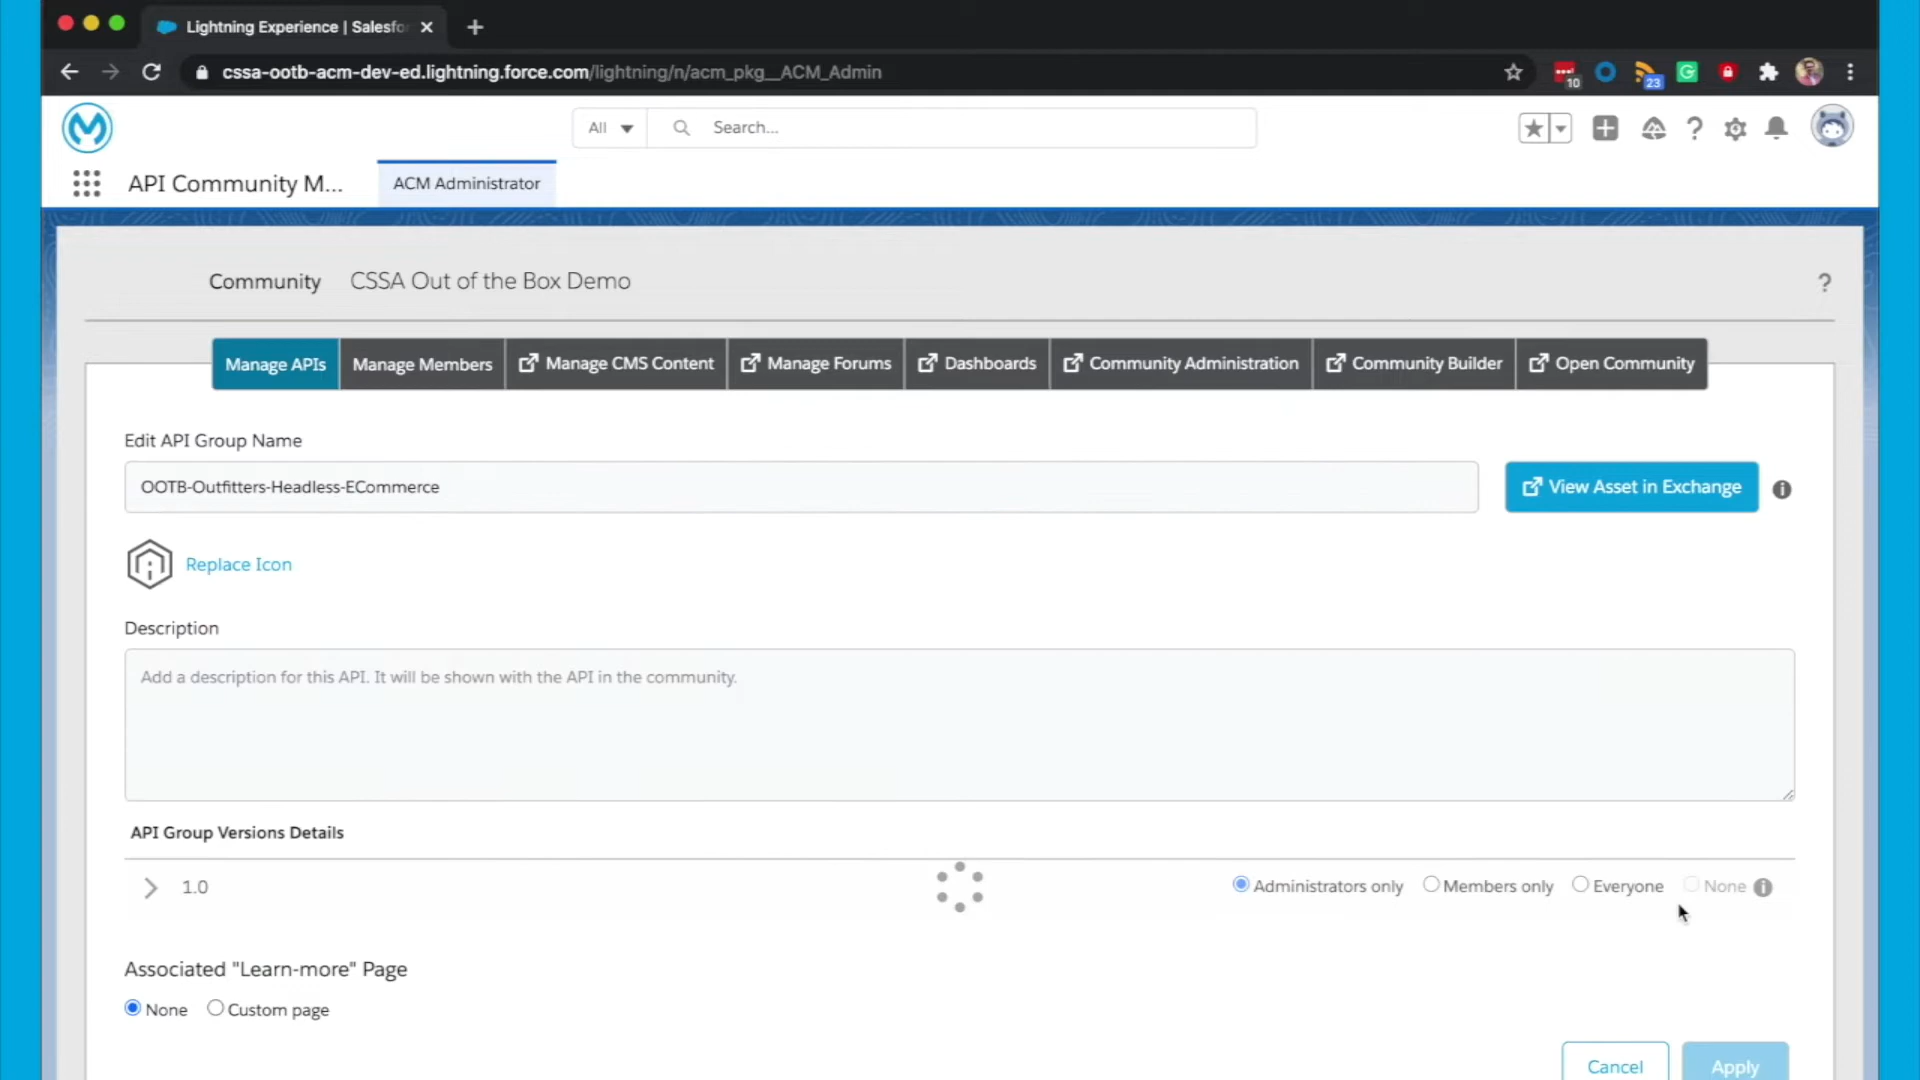 Lightning Experience | Salesfo
cssa-ootb-acm-dev-ed.lightning.force.com/lightning/n/acm_pkg__ACM_Admin
10
23
All
Search...
API Community M...
ACM Administrator
Community CSSA Out of the Box Demo
?
Manage APIs
Manage Members
Manage CMS Content
Manage Forums
Dashboards
Community Administration
Community Builder
Open Community
Edit API Group Name
OOTB-Outfitters-Headless-ECommerce
View Asset in Exchange
Replace Icon
Description
Add a description for this API. It will be shown with the API in the community.
API Group Versions Details
1.0
Administrators only
Members only
Everyone
None
Associated "Learn-more" Page
None
Custom page
Cancel
Apply